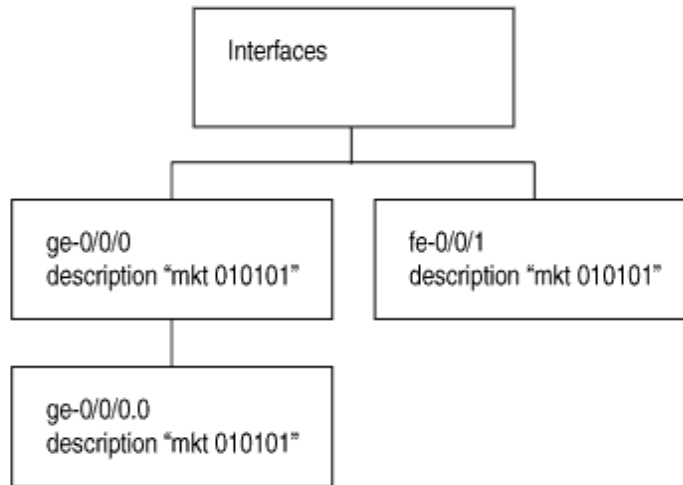 Interfaces
ge-0/0/0
description “mkt 010101”
fe-0/0/1
description “mkt 010101”
ge-0/0/0.0
description “mkt 010101”